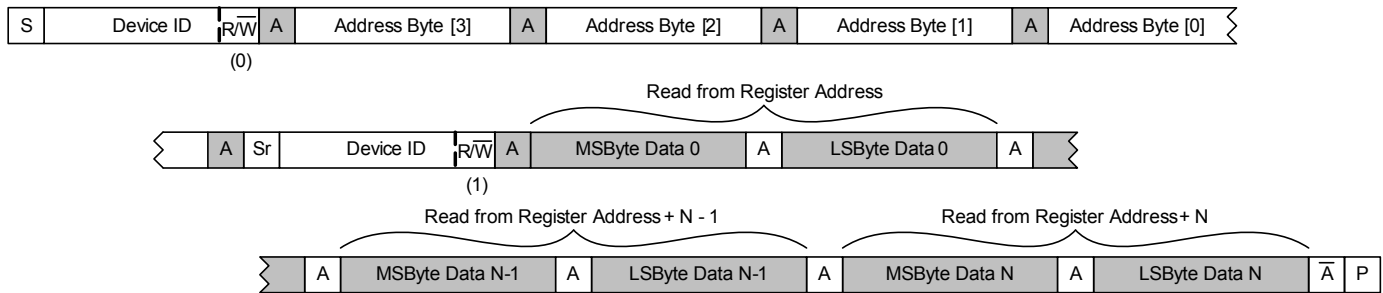 S Device ID R/W̅ A Address Byte [3] A Address Byte [2] A Address Byte [1] A Address Byte [0]
(0)
Read from Register Address
A Sr Device ID R/W̅ A MSByte Data 0 A LSByte Data 0 A
(1)
Read from Register Address + N - 1 Read from Register Address + N
A MSByte Data N-1 A LSByte Data N-1 A MSByte Data N A LSByte Data N A̅ P